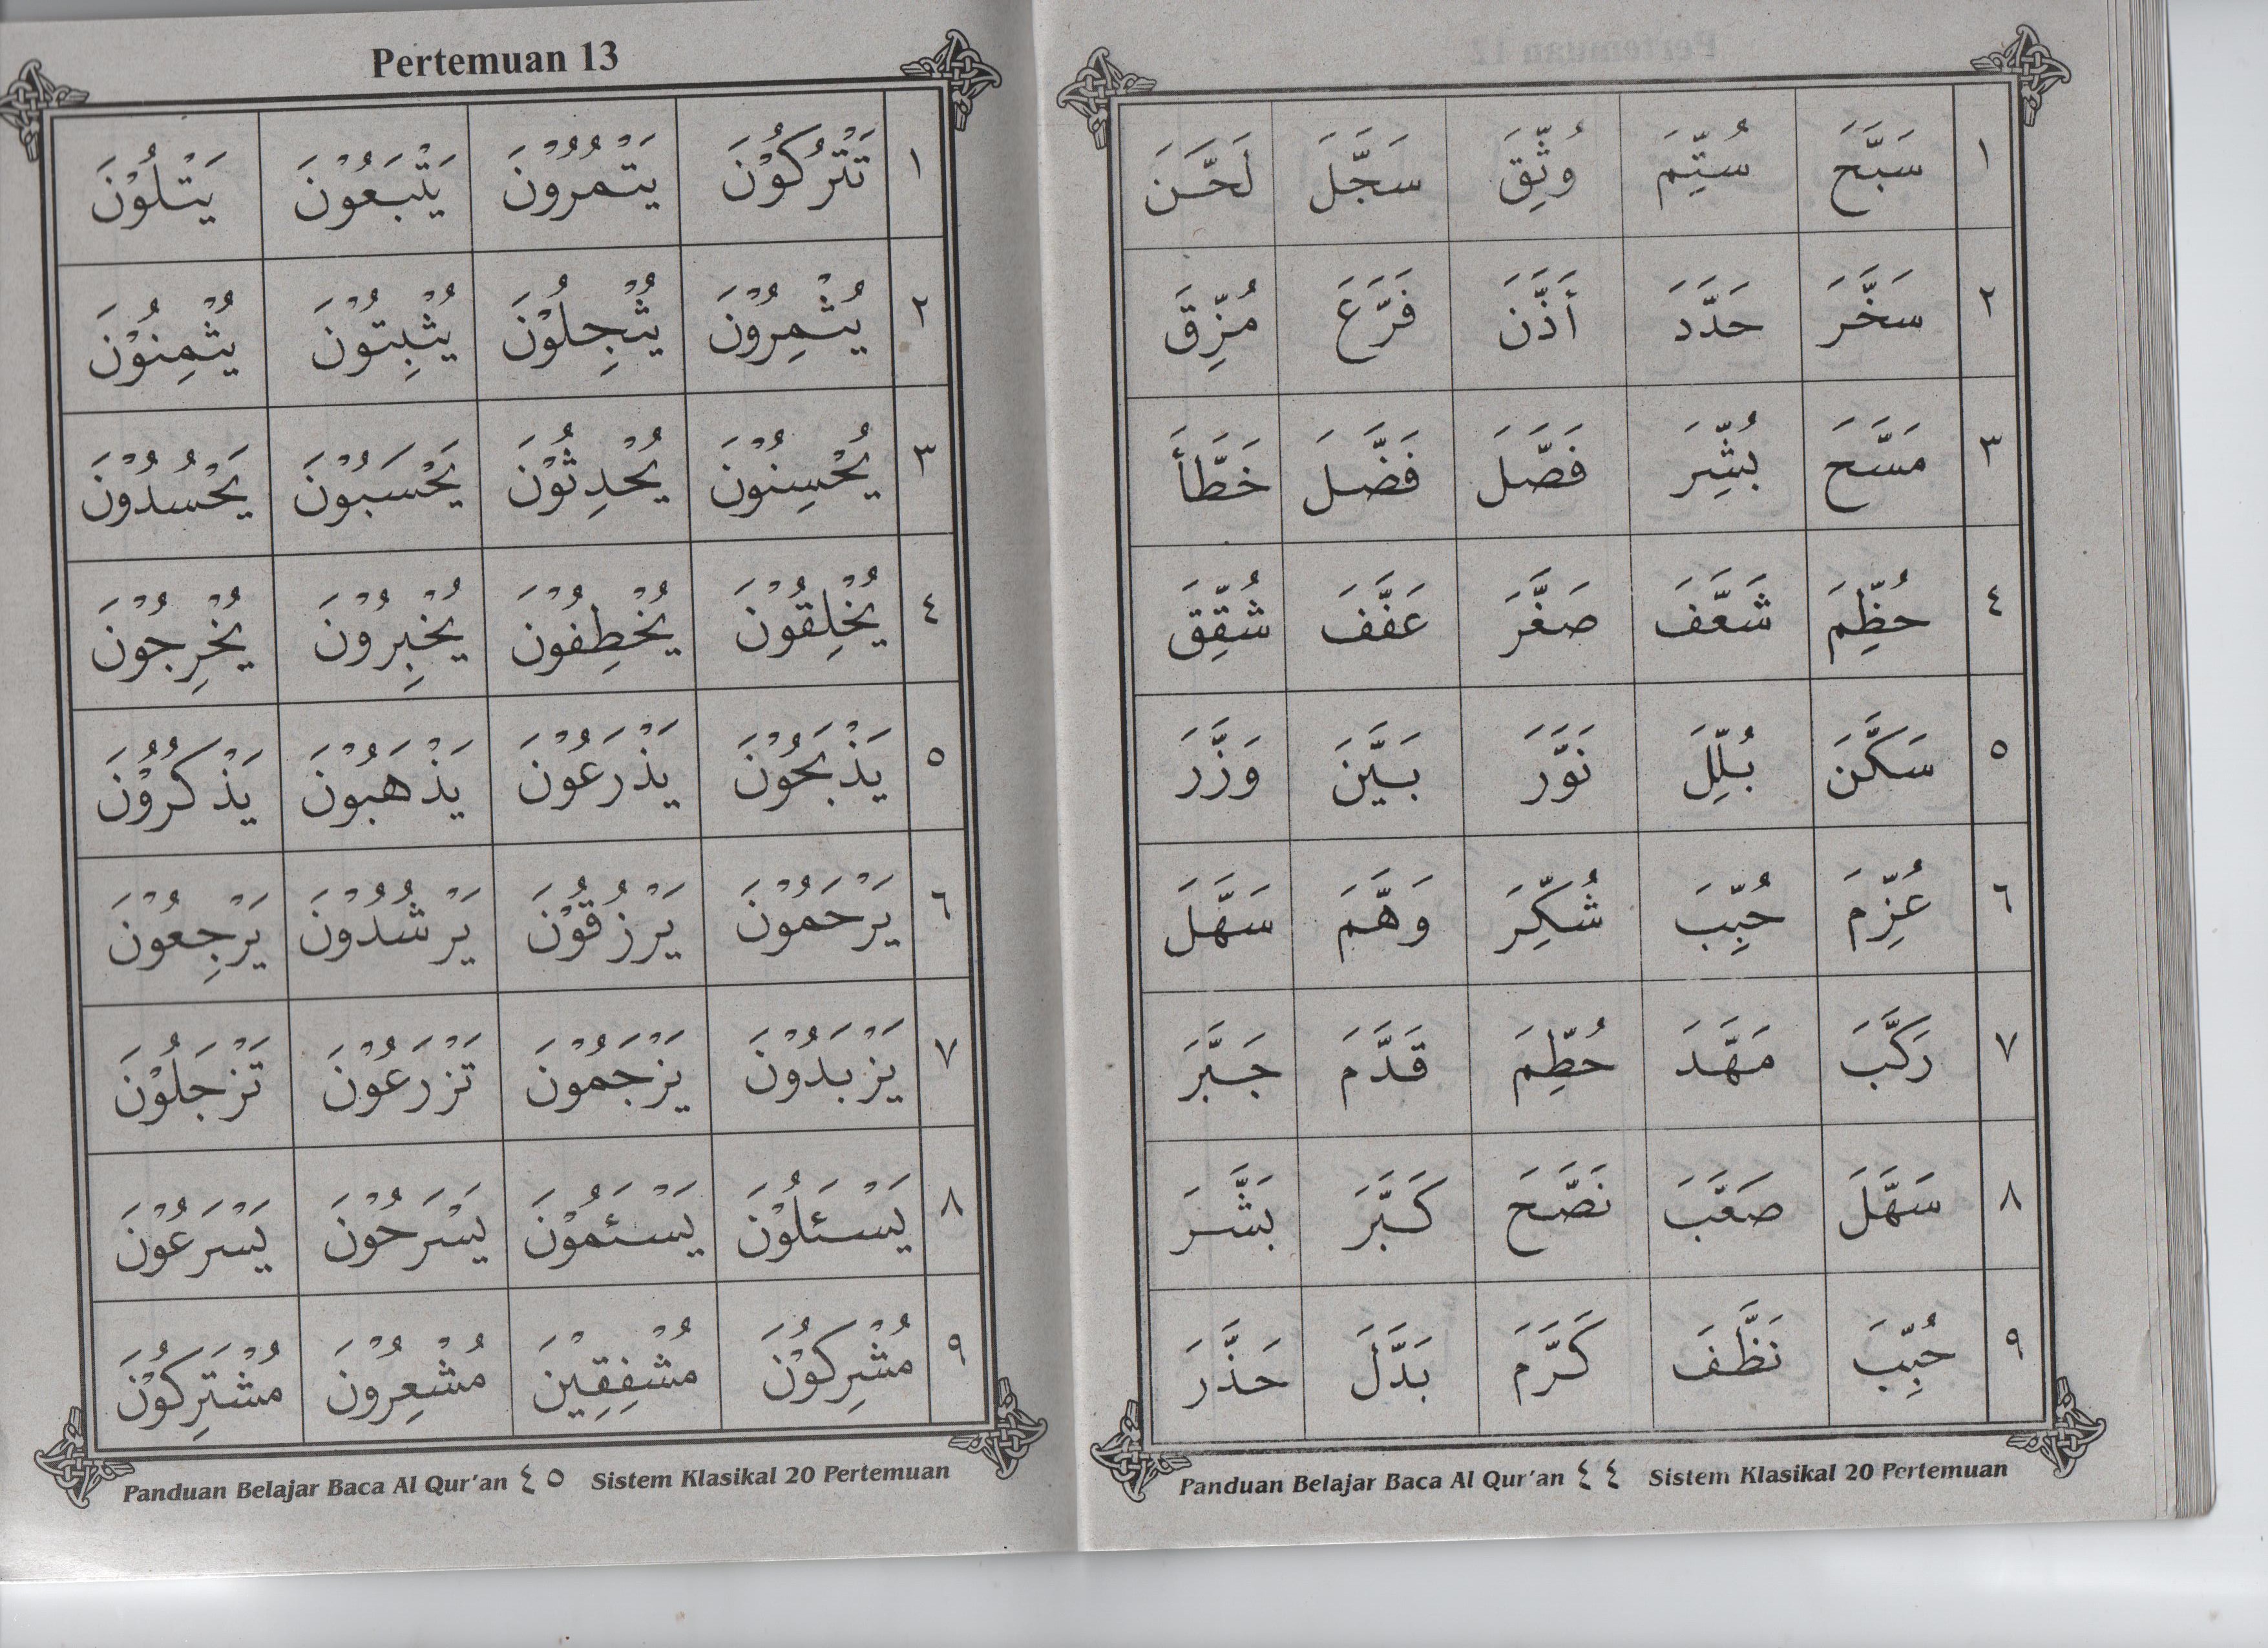 ١ سَبَّحَ سُتِّمَ وُثِّقَ سَجَّلَ لَحَّنَ
٢ سَخَّرَ حَدَّدَ أَذَّنَ فَرَّعَ مُزِّقَ
٣ مَسَّحَ بُشِّرَ فَصَّلَ فَضَّلَ خَطَّأَ
٤ حُظِّمَ شَعَّفَ صَغَّرَ عَفَّفَ شُقِّقَ
٥ سَكَّنَ بُلِّلَ نَوَّرَ بَيَّنَ وَزَّرَ
٦ عُزِّمَ حُبِّبَ شُكِّرَ وَهَّمَ سَهَّلَ
٧ رَكَّبَ مَهَّدَ حُطِّمَ قَدَّمَ جَبَّرَ
٨ سَهَّلَ صَعَّبَ نَصَّحَ كَبَّرَ بَشَّرَ
٩ حُبِّبَ نَظَّفَ كَرَّمَ بَدَّلَ حَذَّرَ
Panduan Belajar Baca Al Qur'an ٤٤ Sistem Klasikal 20 Pertemuan
Pertemuan 13
١ تَتْرُكُوْنَ يَتْمُرُوْنَ يَتْبَعُوْنَ يَتْلُوْنَ
٢ يُثْمِرُوْنَ يُثْجِلُوْنَ يُثْبِتُوْنَ يُثْمِنُوْنَ
٣ يُحْسِنُوْنَ يُحْدِثُوْنَ يَحْسَبُوْنَ يَحْسُدُوْنَ
٤ يُخْلِقُوْنَ يُخْطِفُوْنَ يُخْبِرُوْنَ يُخْرِجُوْنَ
٥ يَذْبَحُوْنَ يَذْرَعُوْنَ يَذْهَبُوْنَ يَذْكُرُوْنَ
٦ يَرْحَمُوْنَ يَرْزُقُوْنَ يَرْشُدُوْنَ يَرْجِعُوْنَ
٧ يَزْبَدُوْنَ يَزْجَمُوْنَ تَزْرَعُوْنَ تَزْجَلُوْنَ
٨ يَسْئَلُوْنَ يَسْئَمُوْنَ يَسْرَحُوْنَ يَسْرَعُوْنَ
٩ مُشْرِكُوْنَ مُشْفِقِيْنَ مُشْعِرُوْنَ مُشْتَرِكُوْنَ
Panduan Belajar Baca Al Qur'an ٤٥ Sistem Klasikal 20 Pertemuan